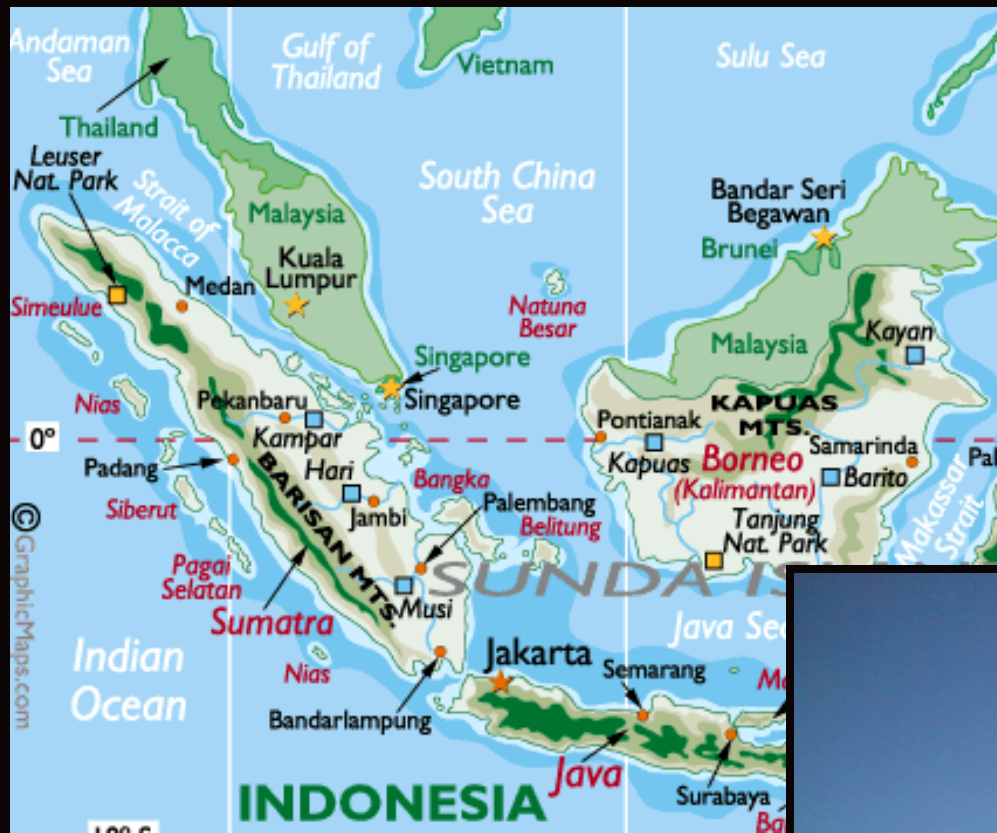 Andaman
Sea
Gulf of
Thailand
Vietnam
Sulu Sea
Thailand
Leuser
Nat. Park
Strait of
Malacca
Malaysia
South China
Sea
Bandar Seri
Begawan
Brunei
Kuala
Lumpur
Medan
Simeulue
Natuna
Besar
Malaysia
Kayan
Singapore
Singapore
Nias
Pekanbaru
Kampar
KAPUAS
MTS.
Pontianak
Kapuas
Samarinda
0°
Padang
Hari
Borneo
(Kalimantan)
Barito
Siberut
BARISAN MTS.
Jambi
Bangka
Palembang
Belitung
Tanjung
Nat. Park
Makassar
Strait
©GraphicMaps.com
Pagai
Selatan
Sumatra
Musi
SUNDA
Java
Indian
Ocean
Nias
Jakarta
Semarang
Bandarlampung
Java
Surabaya
INDONESIA
10° S